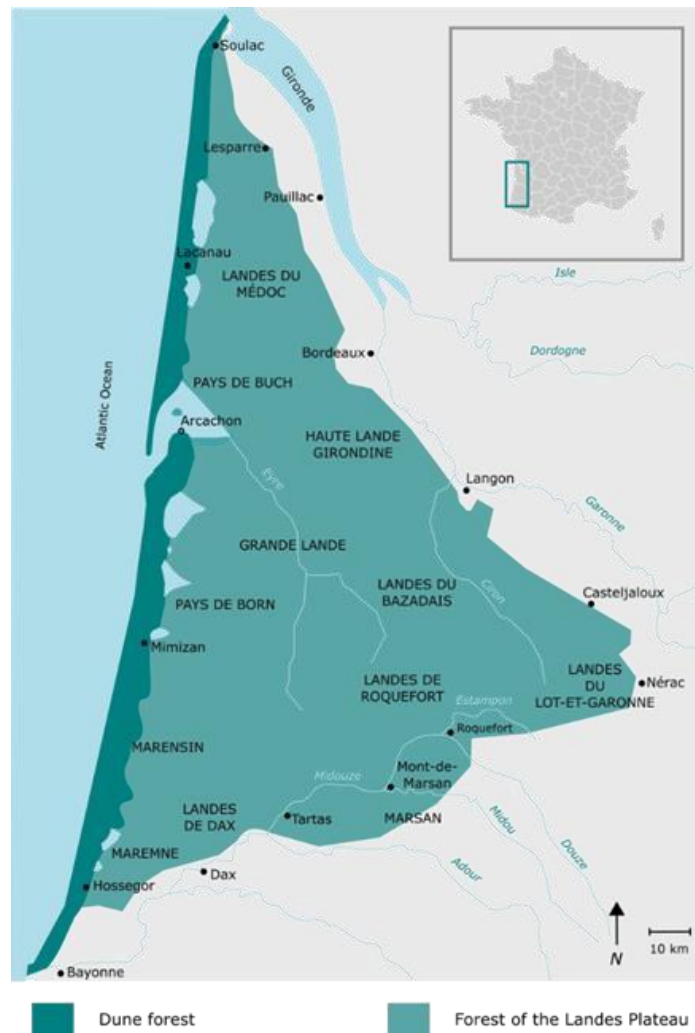 Soulac
Gironde
Lesparre
Pauillac
Lacanau
LANDES DU
MÉDOC
Isle
Dordogne
Bordeaux
PAYS DE BUCH
Atlantic Ocean
Arcachon
HAUTE LANDE
GIRONDINE
Eyre
Langon
Garonne
GRANDE LANDE
LANDES DU
BAZADAIS
Ciron
Casteljaloux
PAYS DE BORN
Mimizan
LANDES DE
ROQUEFORT
LANDES
DU
LOT-ET-GARONNE
Nérac
Estampon
Roquefort
MARENSIN
Midouze
Mont-de-
Marsan
LANDES
DE DAX
Tartas
MARSAN
Midou
Douze
MAREMNE
Dax
Adour
Hossegor
N
10 km
Bayonne
Dune forest
Forest of the Landes Plateau